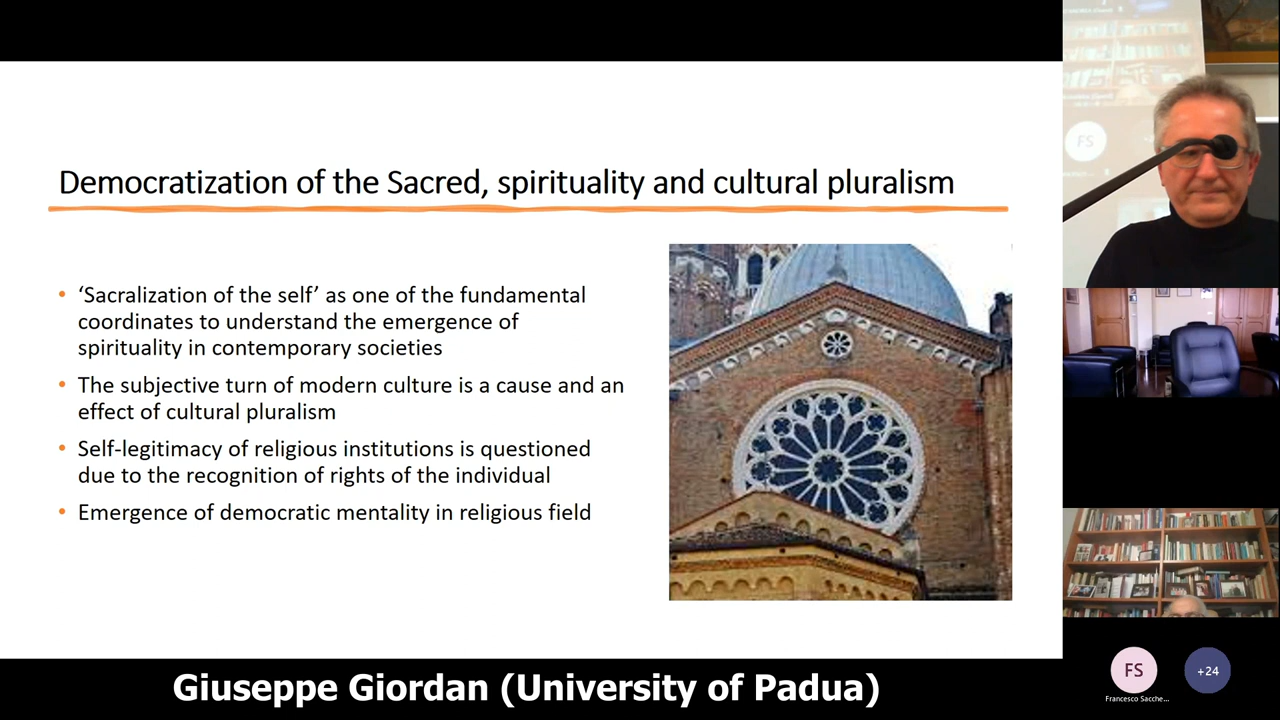 Democratization of the Sacred, spirituality and cultural pluralism
• ‘Sacralization of the self’ as one of the fundamental
coordinates to understand the emergence of
spirituality in contemporary societies
• The subjective turn of modern culture is a cause and an
effect of cultural pluralism
• Self-legitimacy of religious institutions is questioned
due to the recognition of rights of the individual
• Emergence of democratic mentality in religious field
Giuseppe Giordan (University of Padua)
FS
FS
Francesco Sacche...
+24